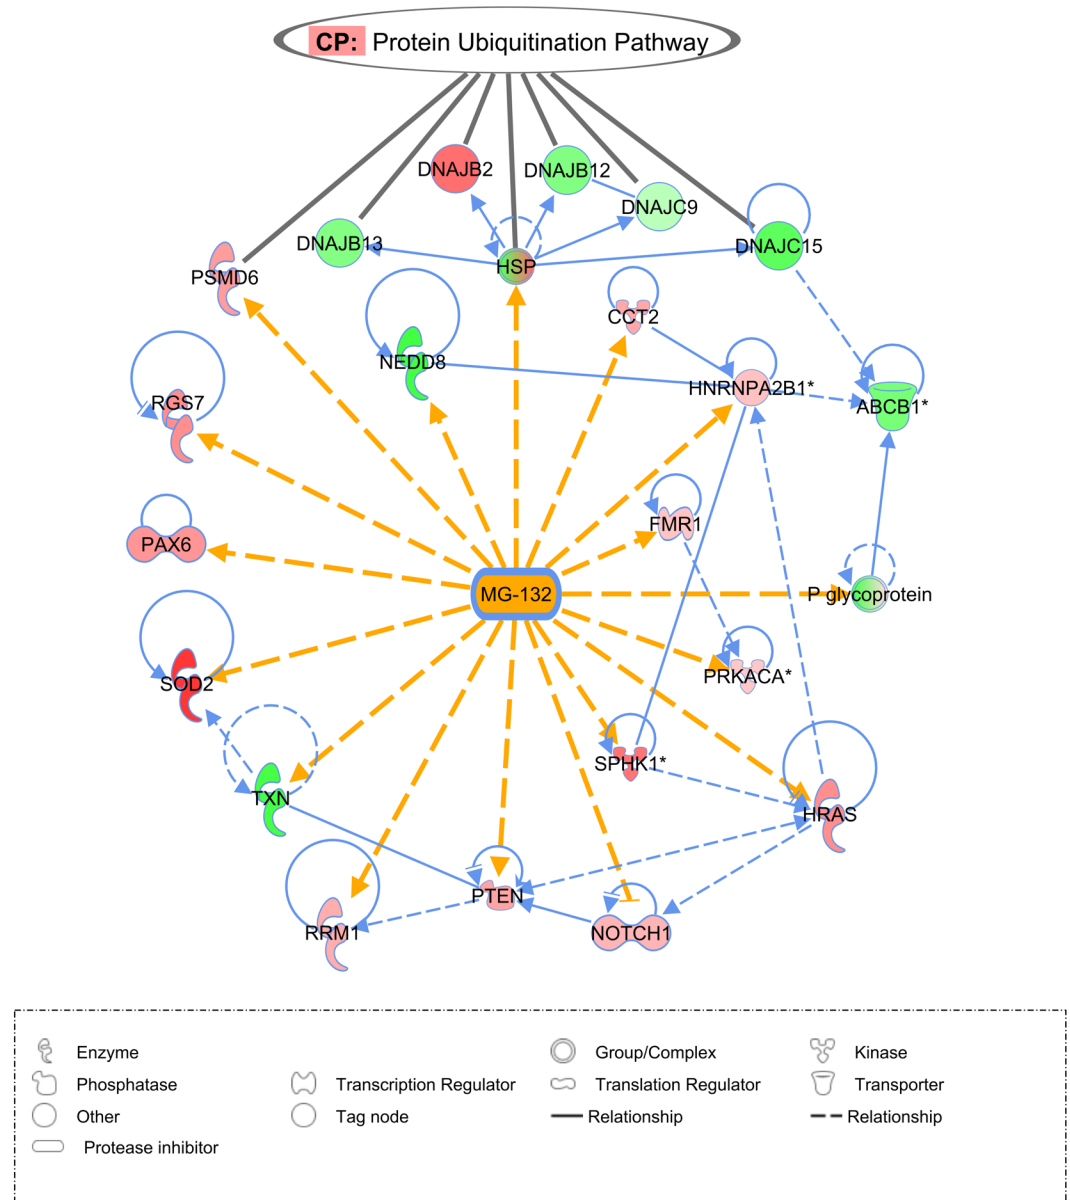 CP: Protein Ubiquitination Pathway
DNAJB2
DNAJB12
DNAJC9
DNAJB13
DNAJC15
HSP
PSMD6
CCT2
NEDD8
HNRNPA2B1*
RGS7
ABCB1*
FMR1
PAX6
MG-132
P glycoprotein
PRKACA*
SOD2
SPHK1*
TXN
HRAS
PTEN
RRM1
NOTCH1
Enzyme
Group/Complex
Kinase
Phosphatase
Transcription Regulator
Translation Regulator
Transporter
Other
Tag node
Relationship
Relationship
Protease inhibitor